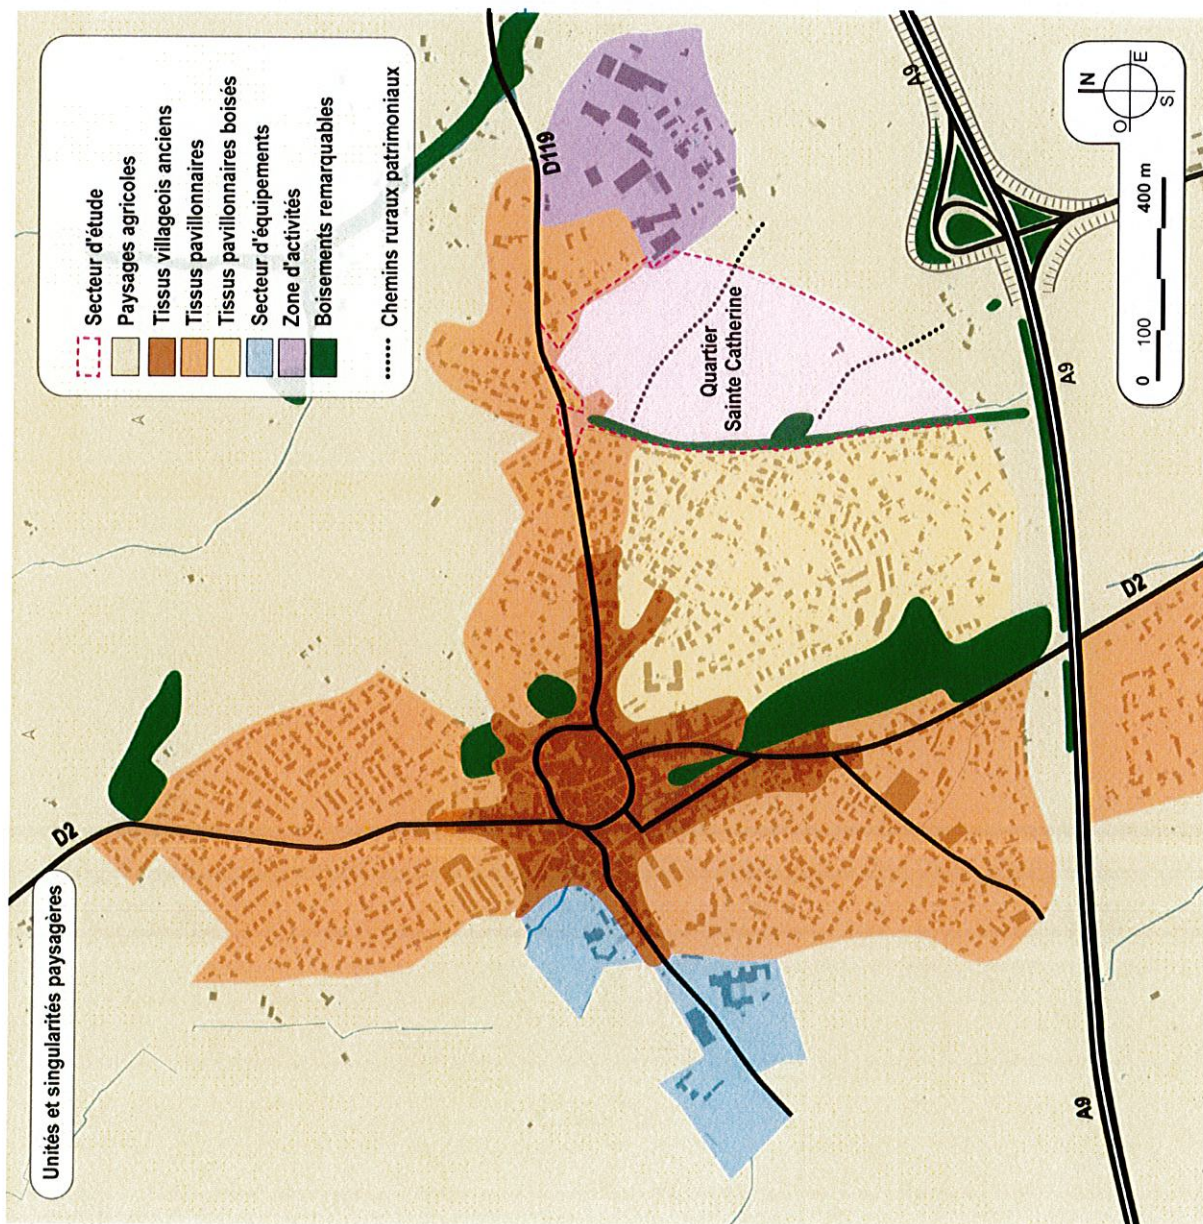 Unités et singularités paysagères
Secteur d'étude
Paysages agricoles
Tissus villageois anciens
Tissus pavillonnaires
Tissus pavillonnaires boisés
Secteur d'équipements
Zone d'activités
Boisements remarquables
Chemins ruraux patrimoniaux
D2
D119
Quartier
Sainte Catherine
A9
A9
A9
D2
N
O
E
S
0
100
400 m